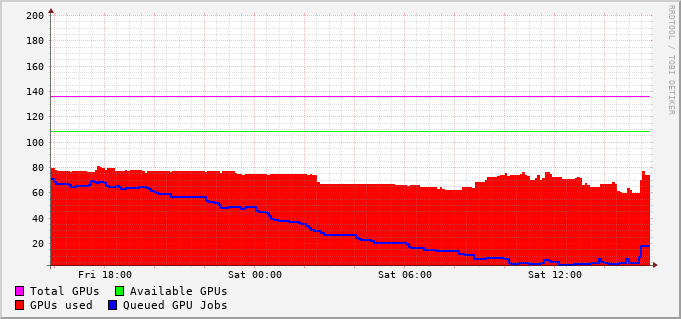 200
180
160
140
120
100
80
60
40
20
Fri 18:00 Sat 00:00 Sat 06:00 Sat 12:00
Total GPUs Available GPUs
GPUs used Queued GPU Jobs
RRDTOOL / TOBI OETIKER